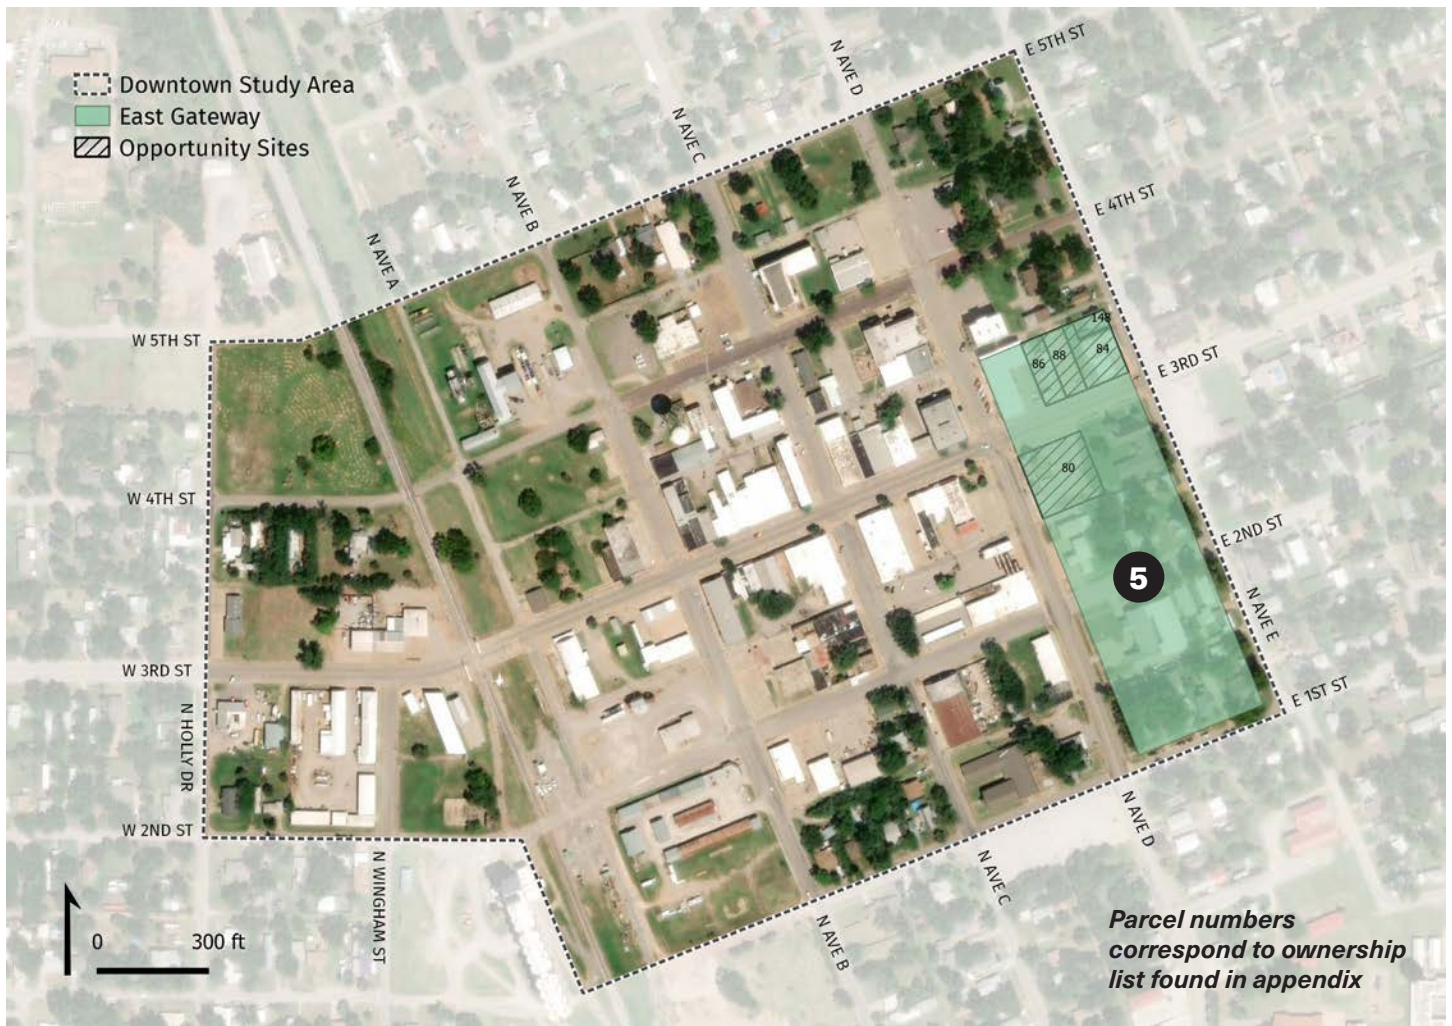 Downtown Study Area
East Gateway
Opportunity Sites
E 5TH ST
N AVE D
N AVE C
N AVE B
N AVE A
E 4TH ST
W 5TH ST
148
86
88
84
E 3RD ST
80
W 4TH ST
E 2ND ST
5
N AVE E
W 3RD ST
E 1ST ST
N HOLLY DR
W 2ND ST
N WINGHAM ST
N AVE D
N AVE C
N AVE B
0 300 ft
Parcel numbers
correspond to ownership
list found in appendix